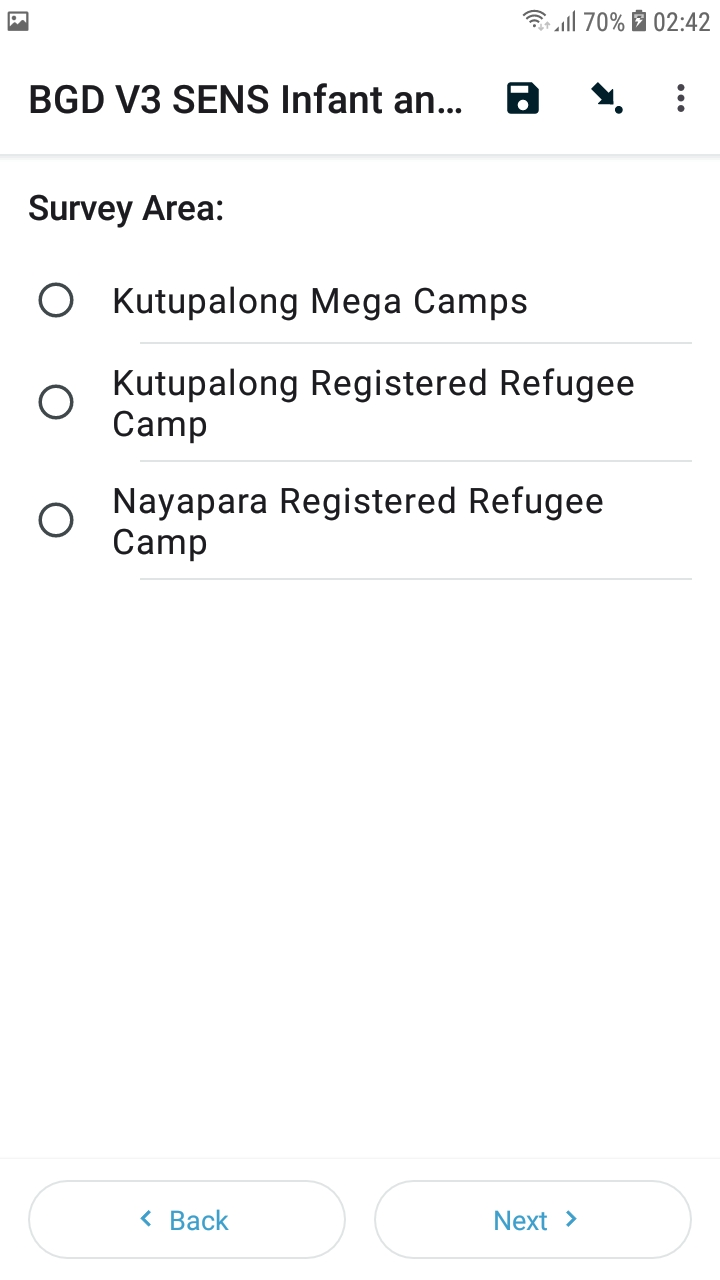 70% 02:42
BGD V3 SENS Infant an...
Survey Area:
Kutupalong Mega Camps
Kutupalong Registered Refugee
Camp
Nayapara Registered Refugee
Camp
Back Next